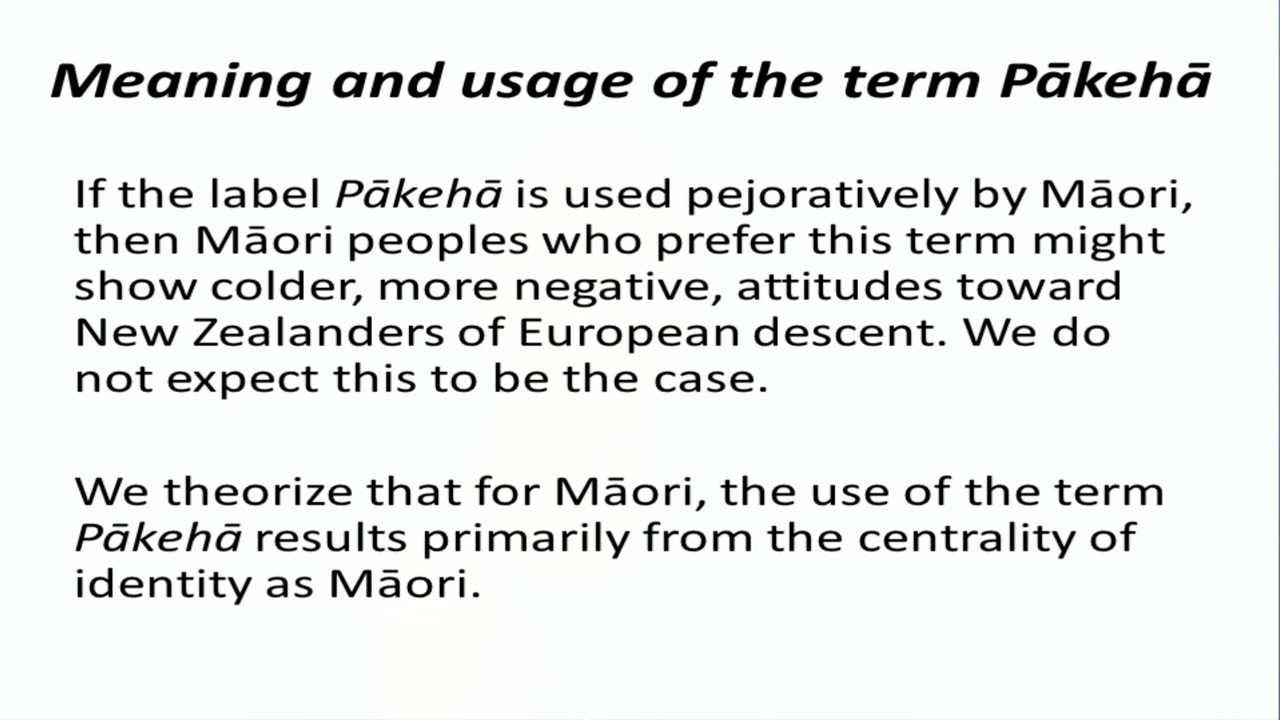 Meaning and usage of the term Pākehā
If the label Pākehā is used pejoratively by Māori,
then Māori peoples who prefer this term might
show colder, more negative, attitudes toward
New Zealanders of European descent. We do
not expect this to be the case.
We theorize that for Māori, the use of the term
Pākehā results primarily from the centrality of
identity as Māori.